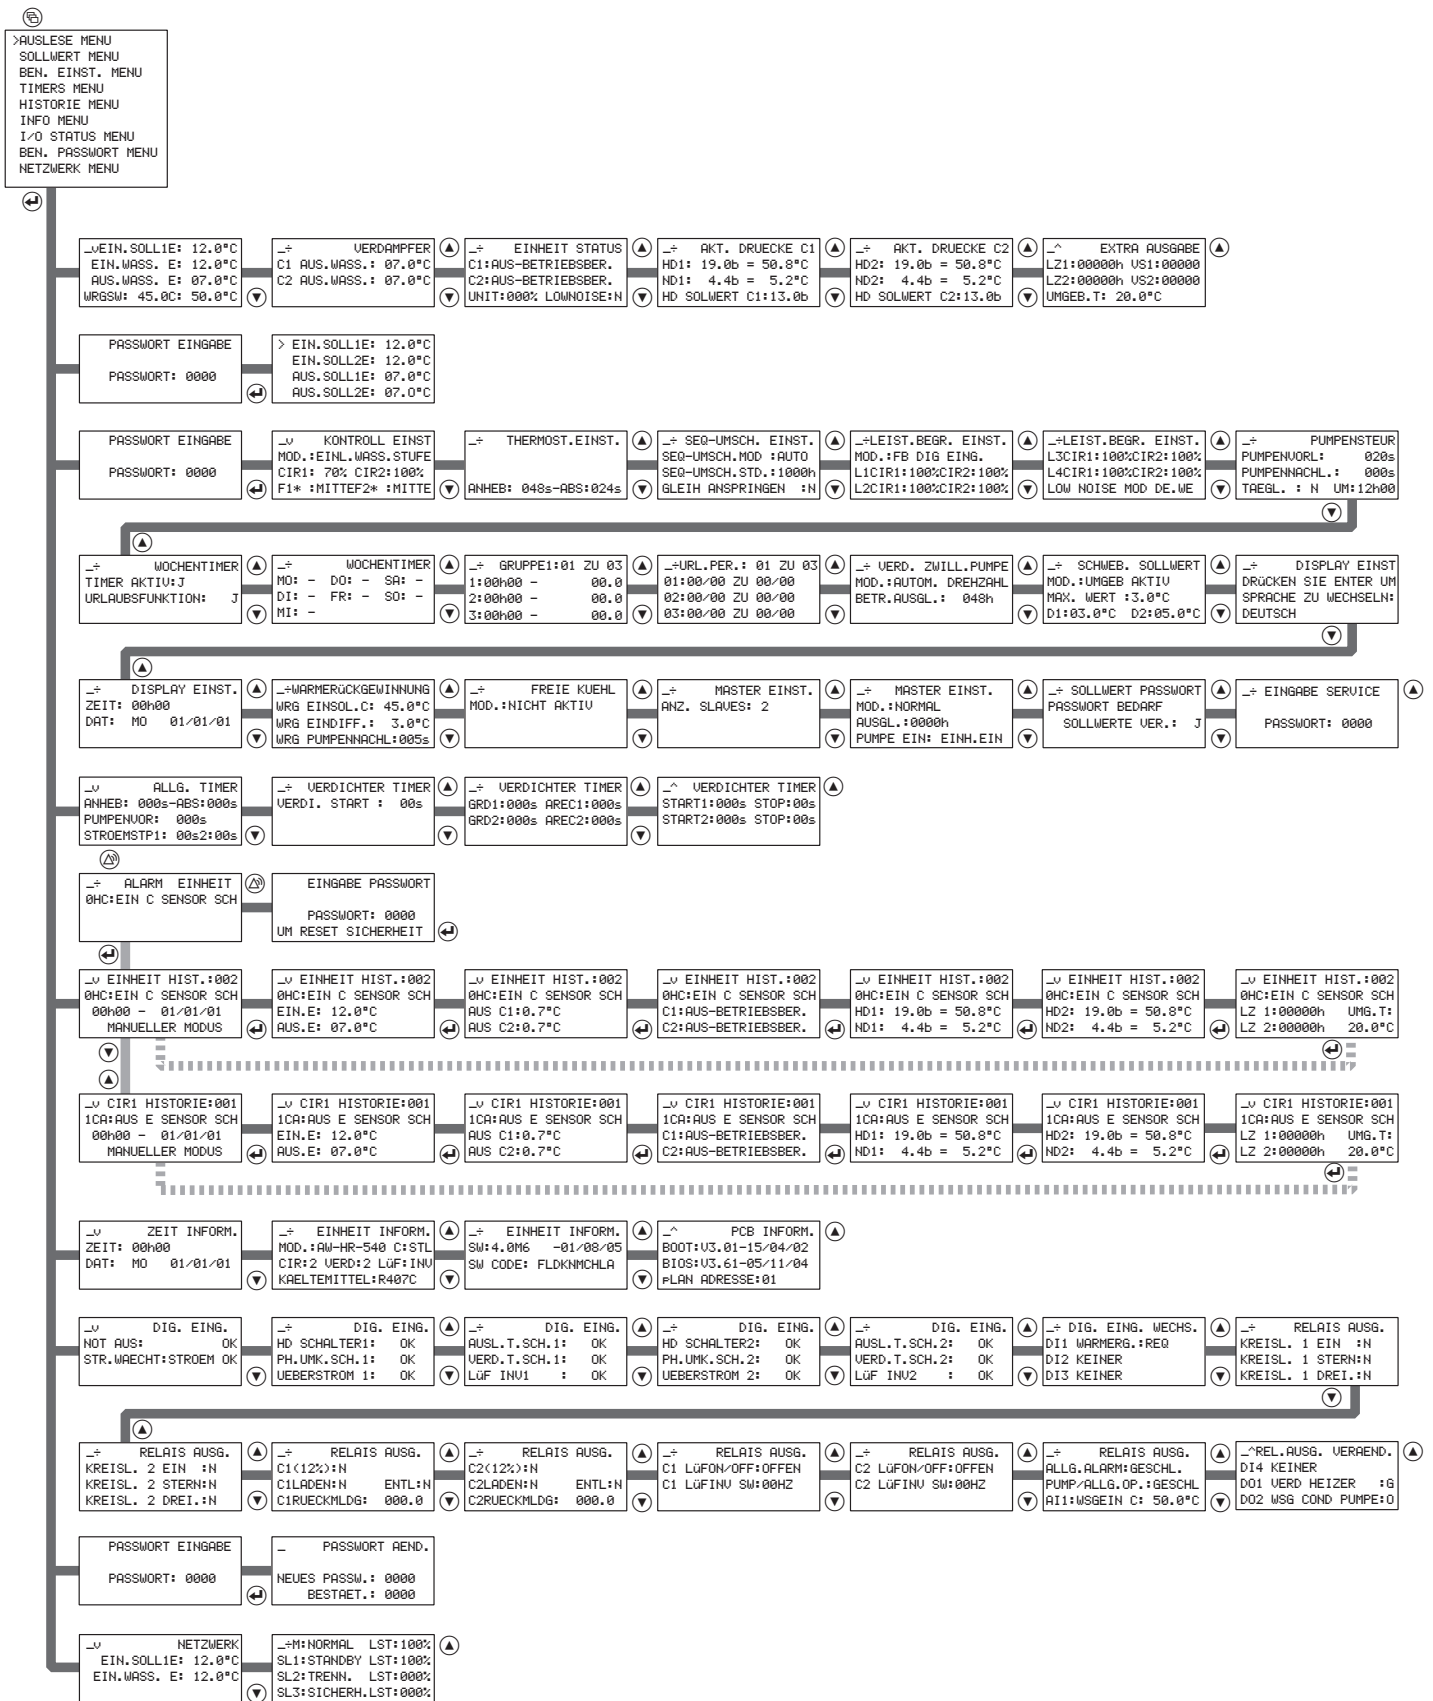 >AUSLESE MENU
SOLLWERT MENU
BEN. EINST. MENU
TIMERS MENU
HISTORIE MENU
INFO MENU
I/O STATUS MENU
BEN. PASSWORT MENU
NETZWERK MENU
_vEIN.SOLL1E: 12.0°C
EIN.WASS. E: 12.0°C
AUS.WASS. E: 07.0°C
WRGSW: 45.0C: 50.0°C
_÷ VERDAMPFER
C1 AUS.WASS.: 07.0°C
C2 AUS.WASS.: 07.0°C
_÷ EINHEIT STATUS
C1:AUS-BETRIEBSBER.
C2:AUS-BETRIEBSBER.
UNIT:000% LOWNOISE:N
_÷ AKT. DRUECKE C1
HD1: 19.0b = 50.8°C
ND1: 4.4b = 5.2°C
HD SOLWERT C1:13.0b
_÷ AKT. DRUECKE C2
HD2: 19.0b = 50.8°C
ND2: 4.4b = 5.2°C
HD SOLWERT C2:13.0b
_^ EXTRA AUSGABE
LZ1:00000h VS1:00000
LZ2:00000h VS2:00000
UMGEB.T: 20.0°C
PASSWORT EINGABE
PASSWORT: 0000
> EIN.SOLL1E: 12.0°C
EIN.SOLL2E: 12.0°C
AUS.SOLL1E: 07.0°C
AUS.SOLL2E: 07.0°C
PASSWORT EINGABE
PASSWORT: 0000
_v KONTROLL EINST
MOD.:EINL.WASS.STUFE
CIR1: 70% CIR2:100%
F1* :MITTEF2* :MITTE
_÷ THERMOST.EINST.
ANHEB: 048s-ABS:024s
_÷ SEQ-UMSCH. EINST.
SEQ-UMSCH.MOD :AUTO
SEQ-UMSCH.STD.:1000h
GLEIH ANSPRINGEN :N
_÷LEIST.BEGR. EINST.
MOD.:FB DIG EING.
L1CIR1:100%CIR2:100%
L2CIR1:100%CIR2:100%
_÷LEIST.BEGR. EINST.
L3CIR1:100%CIR2:100%
L4CIR1:100%CIR2:100%
LOW NOISE MOD DE.WE
_÷ PUMPENSTEUR
PUMPENVORL: 020s
PUMPENNACHL.: 000s
TAEGL. : N UM:12h00
_÷ WOCHENTIMER
TIMER AKTIV:J
URLAUBSFUNKTION: J
_÷ WOCHENTIMER
MO: - DO: - SA: -
DI: - FR: - SO: -
MI: -
_÷ GRUPPE1:01 ZU 03
1:00h00 - 00.0
2:00h00 - 00.0
3:00h00 - 00.0
_÷URL.PER.: 01 ZU 03
01:00/00 ZU 00/00
02:00/00 ZU 00/00
03:00/00 ZU 00/00
_÷ VERD. ZWILL.PUMPE
MOD.:AUTOM. DREHZAHL
BETR.AUSGL.: 048h
_÷ SCHWEB. SOLLWERT
MOD.:UMGEB AKTIV
MAX. WERT :3.0°C
D1:03.0°C D2:05.0°C
_÷ DISPLAY EINST
DRüCKEN SIE ENTER UM
SPRACHE ZU WECHSELN:
DEUTSCH
_÷ DISPLAY EINST.
ZEIT: 00h00
DAT: MO 01/01/01
_÷WARMERüCKGEWINNUNG
WRG EINSOL.C: 45.0°C
WRG EINDIFF.: 3.0°C
WRG PUMPENNACHL:005s
_÷ FREIE KUEHL
MOD.:NICHT AKTIV
_÷ MASTER EINST.
ANZ. SLAVES: 2
_÷ MASTER EINST.
MOD.:NORMAL
AUSGL.:0000h
PUMPE EIN: EINH.EIN
_÷ SOLLWERT PASSWORT
PASSWORT BEDARF
SOLLWERTE VER.: J
_÷ EINGABE SERVICE
PASSWORT: 0000
_v ALLG. TIMER
ANHEB: 000s-ABS:000s
PUMPENVOR: 000s
STROEMSTP1: 00s2:00s
_÷ VERDICHTER TIMER
VERDI. START : 00s
_÷ VERDICHTER TIMER
GRD1:000s AREC1:000s
GRD2:000s AREC2:000s
_^ VERDICHTER TIMER
START1:000s STOP:00s
START2:000s STOP:00s
_÷ ALARM EINHEIT
0HC:EIN C SENSOR SCH
EINGABE PASSWORT
PASSWORT: 0000
UM RESET SICHERHEIT
_v EINHEIT HIST.:002
0HC:EIN C SENSOR SCH
00h00 - 01/01/01
MANUELLER MODUS
_v EINHEIT HIST.:002
0HC:EIN C SENSOR SCH
EIN.E: 12.0°C
AUS.E: 07.0°C
_v EINHEIT HIST.:002
0HC:EIN C SENSOR SCH
AUS C1:0.7°C
AUS C2:0.7°C
_v EINHEIT HIST.:002
0HC:EIN C SENSOR SCH
C1:AUS-BETRIEBSBER.
C2:AUS-BETRIEBSBER.
_v EINHEIT HIST.:002
0HC:EIN C SENSOR SCH
HD1: 19.0b = 50.8°C
ND1: 4.4b = 5.2°C
_v EINHEIT HIST.:002
0HC:EIN C SENSOR SCH
HD2: 19.0b = 50.8°C
ND2: 4.4b = 5.2°C
_v EINHEIT HIST.:002
0HC:EIN C SENSOR SCH
LZ 1:00000h UMG.T:
LZ 2:00000h 20.0°C
_v CIR1 HISTORIE:001
1CA:AUS E SENSOR SCH
00h00 - 01/01/01
MANUELLER MODUS
_v CIR1 HISTORIE:001
1CA:AUS E SENSOR SCH
EIN.E: 12.0°C
AUS.E: 07.0°C
_v CIR1 HISTORIE:001
1CA:AUS E SENSOR SCH
AUS C1:0.7°C
AUS C2:0.7°C
_v CIR1 HISTORIE:001
1CA:AUS E SENSOR SCH
C1:AUS-BETRIEBSBER.
C2:AUS-BETRIEBSBER.
_v CIR1 HISTORIE:001
1CA:AUS E SENSOR SCH
HD1: 19.0b = 50.8°C
ND1: 4.4b = 5.2°C
_v CIR1 HISTORIE:001
1CA:AUS E SENSOR SCH
HD2: 19.0b = 50.8°C
ND2: 4.4b = 5.2°C
_v CIR1 HISTORIE:001
1CA:AUS E SENSOR SCH
LZ 1:00000h UMG.T:
LZ 2:00000h 20.0°C
_v ZEIT INFORM.
ZEIT: 00h00
DAT: MO 01/01/01
_÷ EINHEIT INFORM.
MOD.:AW-HR-540 C:STL
CIR:2 VERD:2 LüF:INV
KAELTEMITTEL:R407C
_÷ EINHEIT INFORM.
SW:4.0M6 -01/08/05
SW CODE: FLDKNMCHLA
_^ PCB INFORM.
BOOT:V3.01-15/04/02
BIOS:V3.61-05/11/04
pLAN ADRESSE:01
_v DIG. EING.
NOT AUS: OK
STR.WAECHT:STROEM OK
_÷ DIG. EING.
HD SCHALTER1: OK
PH.UMK.SCH.1: OK
UEBERSTROM 1: OK
_÷ DIG. EING.
AUSL.T.SCH.1: OK
VERD.T.SCH.1: OK
LüF INV1 : OK
_÷ DIG. EING.
HD SCHALTER2: OK
PH.UMK.SCH.2: OK
UEBERSTROM 2: OK
_÷ DIG. EING.
AUSL.T.SCH.2: OK
VERD.T.SCH.2: OK
LüF INV2 : OK
_÷ DIG. EING. WECHS.
DI1 WARMERG.:REQ
DI2 KEINER
DI3 KEINER
_÷ RELAIS AUSG.
KREISL. 1 EIN :N
KREISL. 1 STERN:N
KREISL. 1 DREI.:N
_÷ RELAIS AUSG.
KREISL. 2 EIN :N
KREISL. 2 STERN:N
KREISL. 2 DREI.:N
_÷ RELAIS AUSG.
C1(12%):N
C1LADEN:N ENTL:N
C1RUECKMLDG: 000.0
_÷ RELAIS AUSG.
C2(12%):N
C2LADEN:N ENTL:N
C2RUECKMLDG: 000.0
_÷ RELAIS AUSG.
C1 LüFON/OFF:OFFEN
C1 LüFINV SW:00HZ
_÷ RELAIS AUSG.
C2 LüFON/OFF:OFFEN
C2 LüFINV SW:00HZ
_÷ RELAIS AUSG.
ALLG.ALARM:GESCHL.
PUMP/ALLG.OP.:GESCHL
AI1:WSGEIN C: 50.0°C
_^REL.AUSG. VERAEND.
DI4 KEINER
DO1 VERD HEIZER :G
DO2 WSG COND PUMPE:O
PASSWORT EINGABE
PASSWORT: 0000
_ PASSWORT AEND.
NEUES PASSW.: 0000
BESTAET.: 0000
_v NETZWERK
EIN.SOLL1E: 12.0°C
EIN.WASS. E: 12.0°C
_÷M:NORMAL LST:100%
SL1:STANDBY LST:100%
SL2:TRENN. LST:000%
SL3:SICHERH.LST:000%